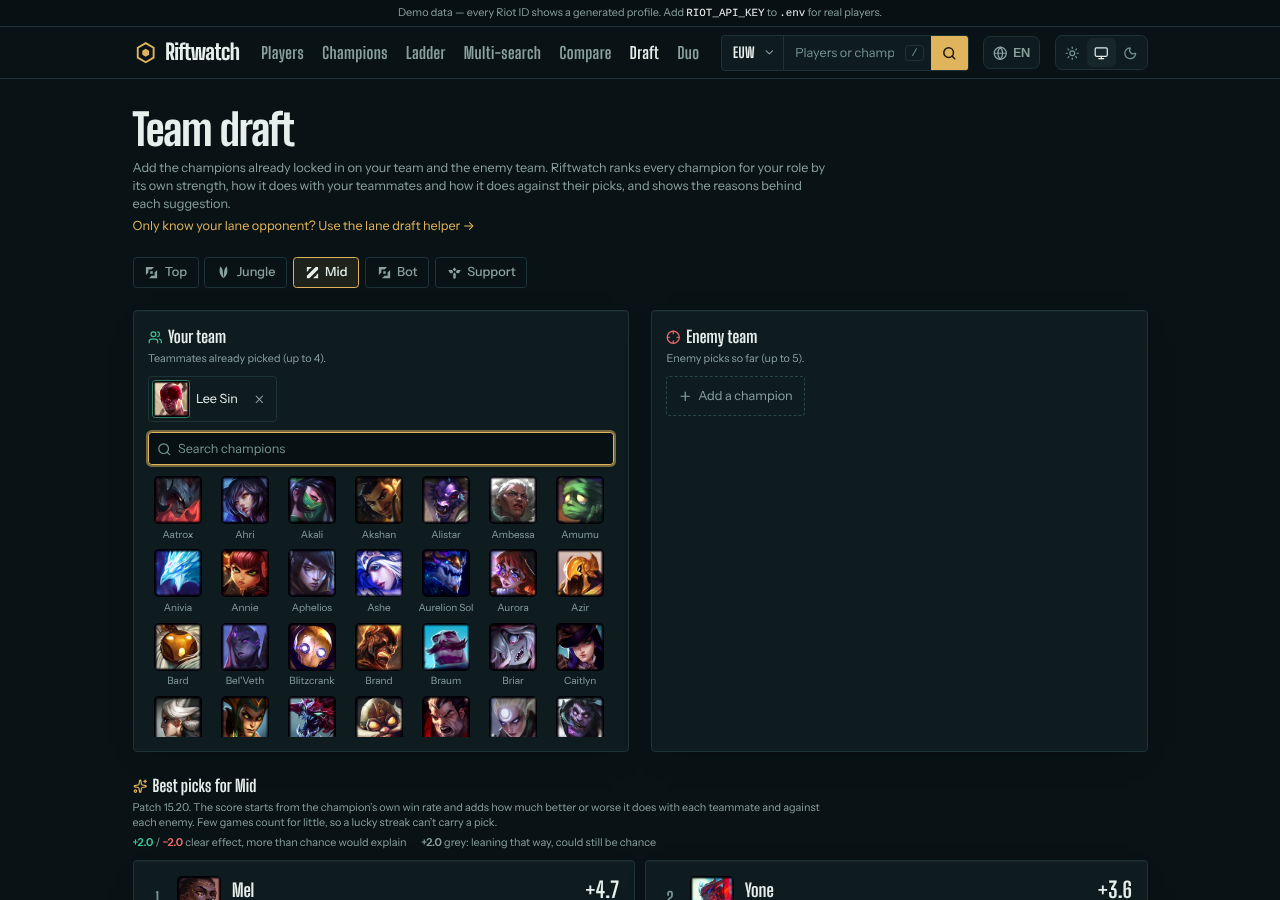 Demo data — every Riot ID shows a generated profile. Add RIOT_API_KEY to .env for real players.
Riftwatch Players Champions Ladder Multi-search Compare Draft Duo EUW Players or champ / EN
Team draft
Add the champions already locked in on your team and the enemy team. Riftwatch ranks every champion for your role by
its own strength, how it does with your teammates and how it does against their picks, and shows the reasons behind
each suggestion.
Only know your lane opponent? Use the lane draft helper →
Top Jungle Mid Bot Support
Your team
Teammates already picked (up to 4).
Lee Sin
Search champions
Aatrox Ahri Akali Akshan Alistar Ambessa Amumu
Anivia Annie Aphelios Ashe Aurelion Sol Aurora Azir
Bard Bel'Veth Blitzcrank Brand Braum Briar Caitlyn
Enemy team
Enemy picks so far (up to 5).
+ Add a champion
Best picks for Mid
Patch 15.20. The score starts from the champion's own win rate and adds how much better or worse it does with each teammate and against
each enemy. Few games count for little, so a lucky streak can't carry a pick.
+2.0 / −2.0 clear effect, more than chance would explain +2.0 grey: leaning that way, could still be chance
1 Mel +4.7
2 Yone +3.6